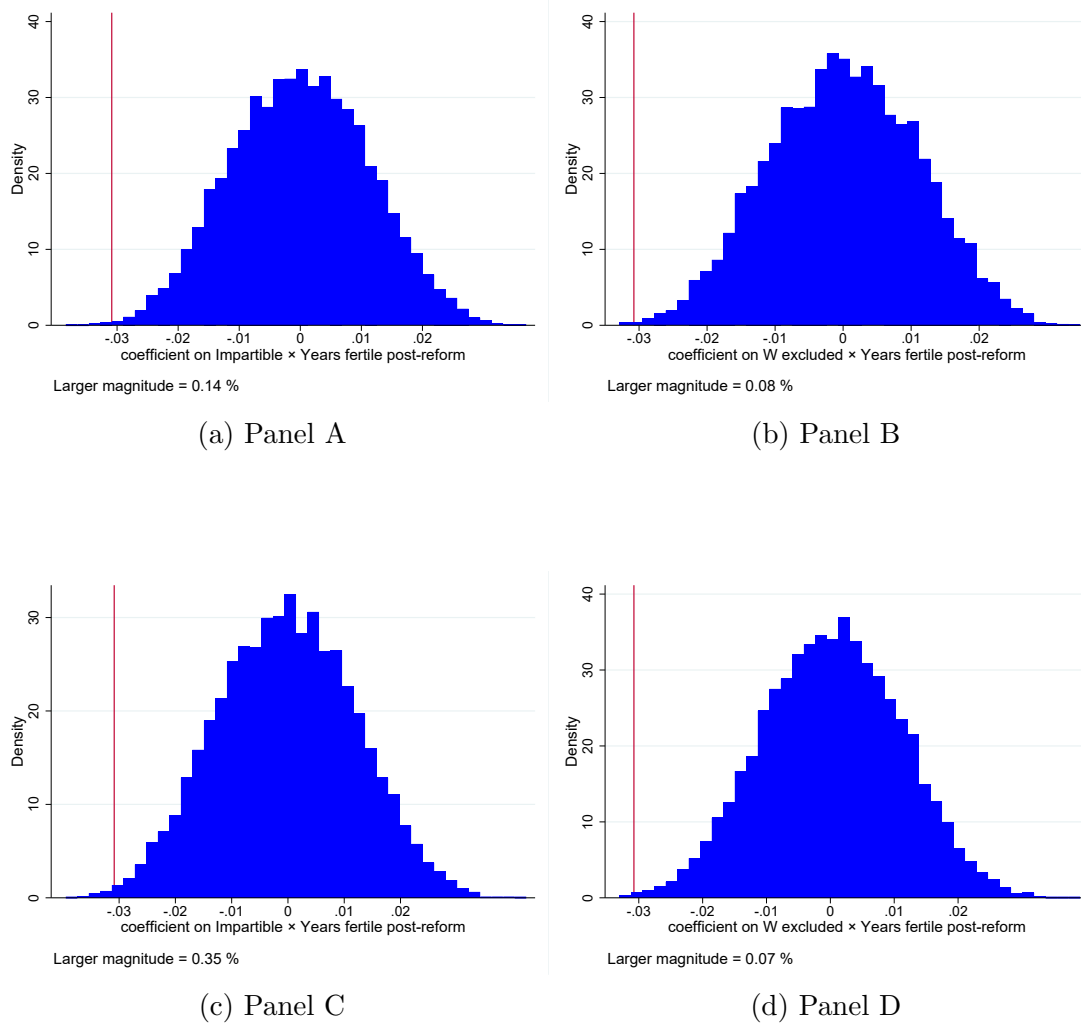 40
30
20
10
0
Density
-.03 -.02 -.01 0 .01 .02
coefficient on Impartible × Years fertile post-reform
Larger magnitude = 0.14 %
(a) Panel A
40
30
20
10
0
Density
-.03 -.02 -.01 0 .01 .02
coefficient on W excluded × Years fertile post-reform
Larger magnitude = 0.08 %
(b) Panel B
30
20
10
0
Density
-.03 -.02 -.01 0 .01 .02
coefficient on Impartible × Years fertile post-reform
Larger magnitude = 0.35 %
(c) Panel C
40
30
20
10
0
Density
-.03 -.02 -.01 0 .01 .02
coefficient on W excluded × Years fertile post-reform
Larger magnitude = 0.07 %
(d) Panel D